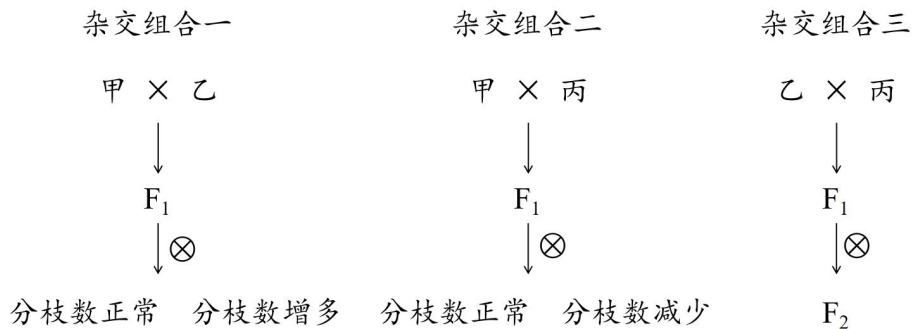 杂交组合一 杂交组合二 杂交组合三
甲 × 乙 甲 × 丙 乙 × 丙
F₁ F₁ F₁
⊗ ⊗ ⊗
分枝数正常 分枝数增多 分枝数正常 分枝数减少 F₂